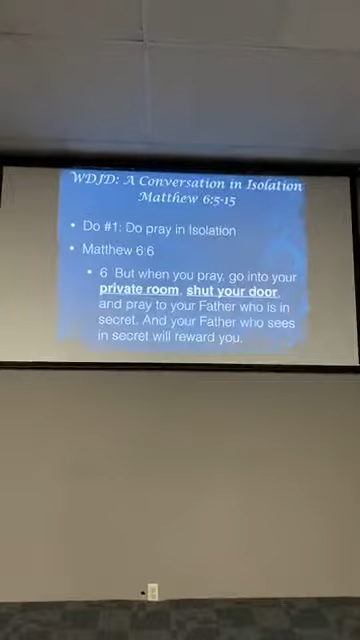 WDJD: A Conversation in Isolation
Matthew 6:5-15
• Do #1: Do pray in Isolation
• Matthew 6:6
• 6 But when you pray, go into your
private room, shut your door,
and pray to your Father who is in
secret. And your Father who sees
in secret will reward you.